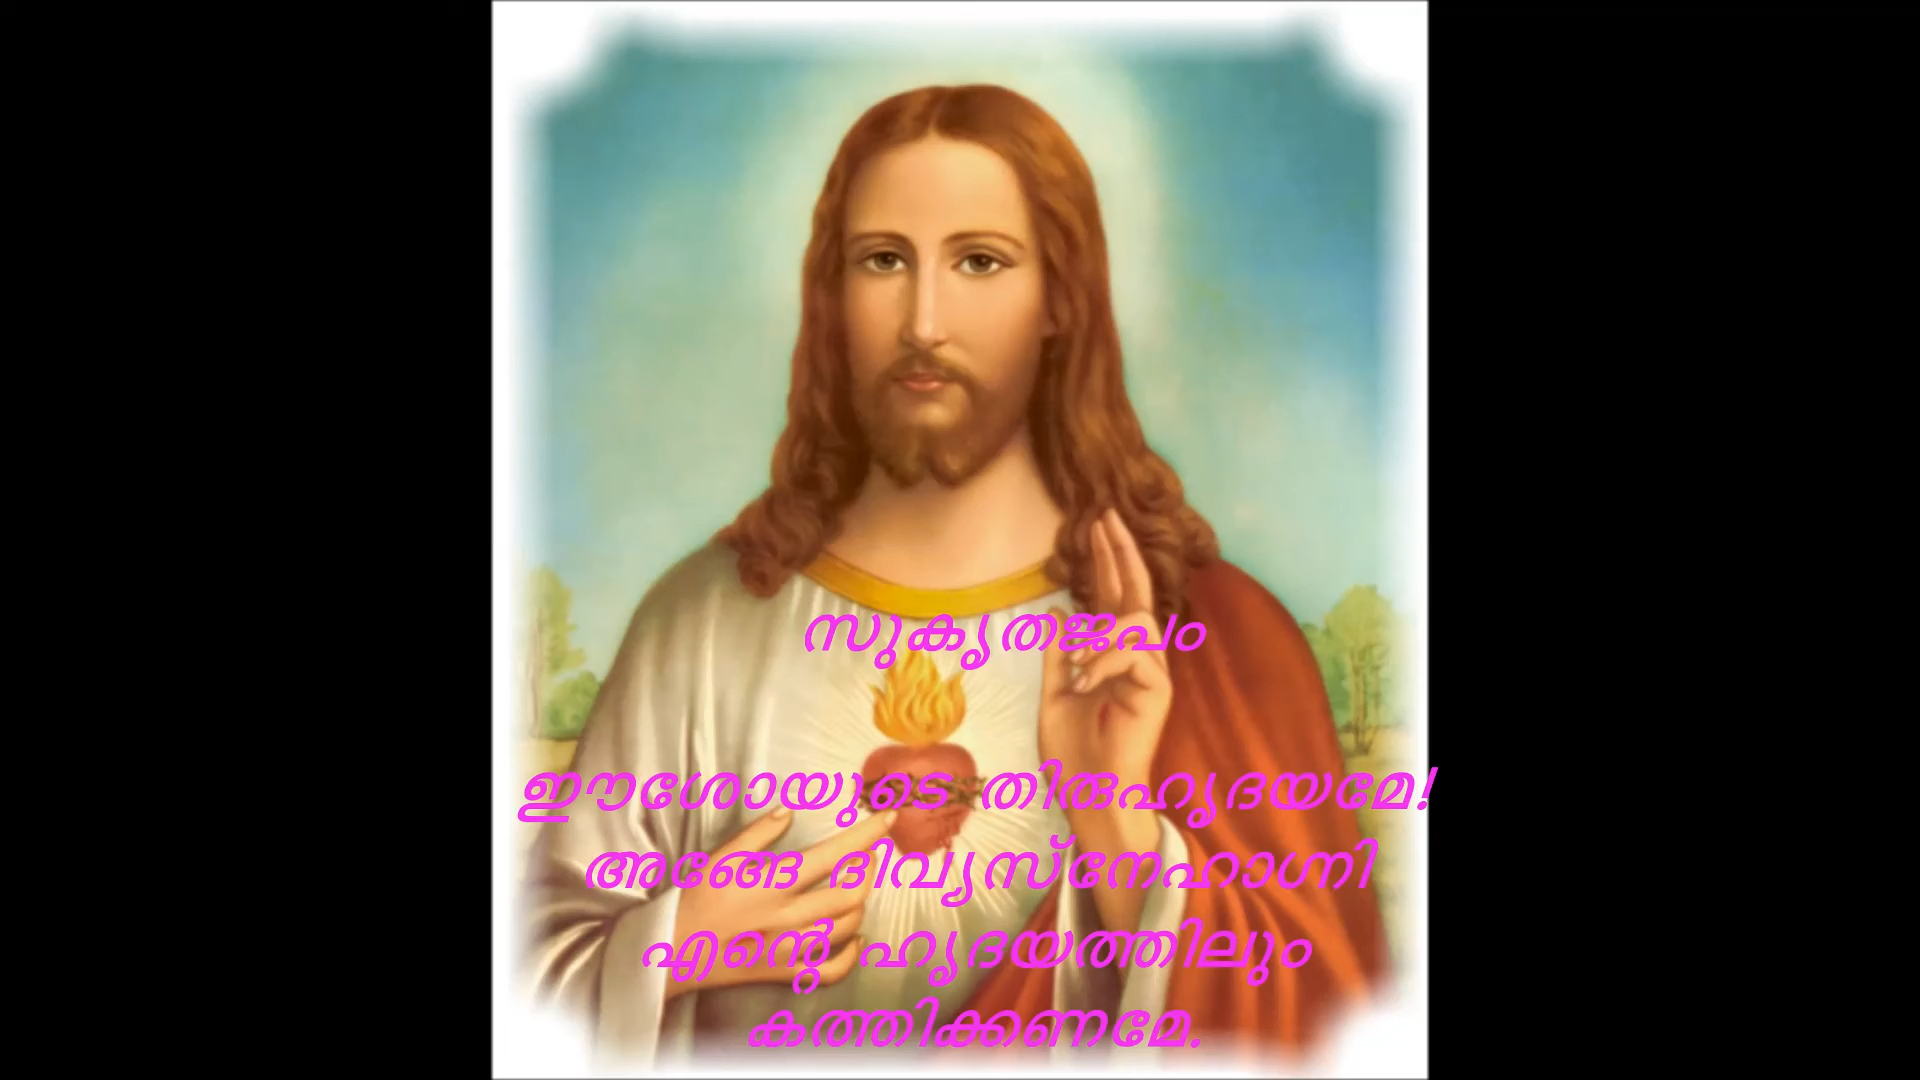 സുകൃതജപം
ഈശോയുടെ തിരുഹൃദയമേ!
അങ്ങേ ദിവ്യസ്നേഹാഗ്നി
എന്റെ ഹൃദയത്തിലും
കത്തിക്കണമേ.